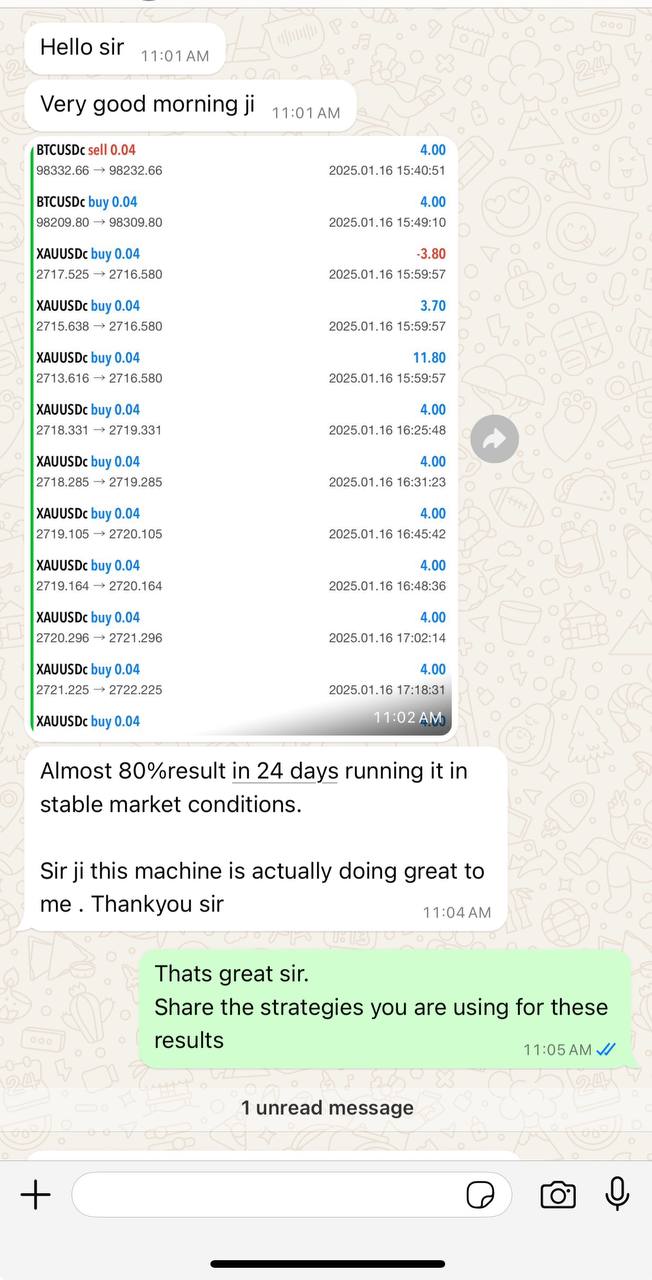 Hello sir 11:01 AM
Very good morning ji 11:01 AM
BTCUSDc sell 0.04 4.00
98332.66 → 98232.66 2025.01.16 15:40:51
BTCUSDc buy 0.04 4.00
98209.80 → 98309.80 2025.01.16 15:49:10
XAUUSDc buy 0.04 -3.80
2717.525 → 2716.580 2025.01.16 15:59:57
XAUUSDc buy 0.04 3.70
2715.638 → 2716.580 2025.01.16 15:59:57
XAUUSDc buy 0.04 11.80
2713.616 → 2716.580 2025.01.16 15:59:57
XAUUSDc buy 0.04 4.00
2718.331 → 2719.331 2025.01.16 16:25:48
XAUUSDc buy 0.04 4.00
2718.285 → 2719.285 2025.01.16 16:31:23
XAUUSDc buy 0.04 4.00
2719.105 → 2720.105 2025.01.16 16:45:42
XAUUSDc buy 0.04 4.00
2719.164 → 2720.164 2025.01.16 16:48:36
XAUUSDc buy 0.04 4.00
2720.296 → 2721.296 2025.01.16 17:02:14
XAUUSDc buy 0.04 4.00
2721.225 → 2722.225 2025.01.16 17:18:31
XAUUSDc buy 0.04 11:02 AM
Almost 80%result in 24 days running it in
stable market conditions.
Sir ji this machine is actually doing great to
me . Thankyou sir 11:04 AM
Thats great sir.
Share the strategies you are using for these
results 11:05 AM
1 unread message